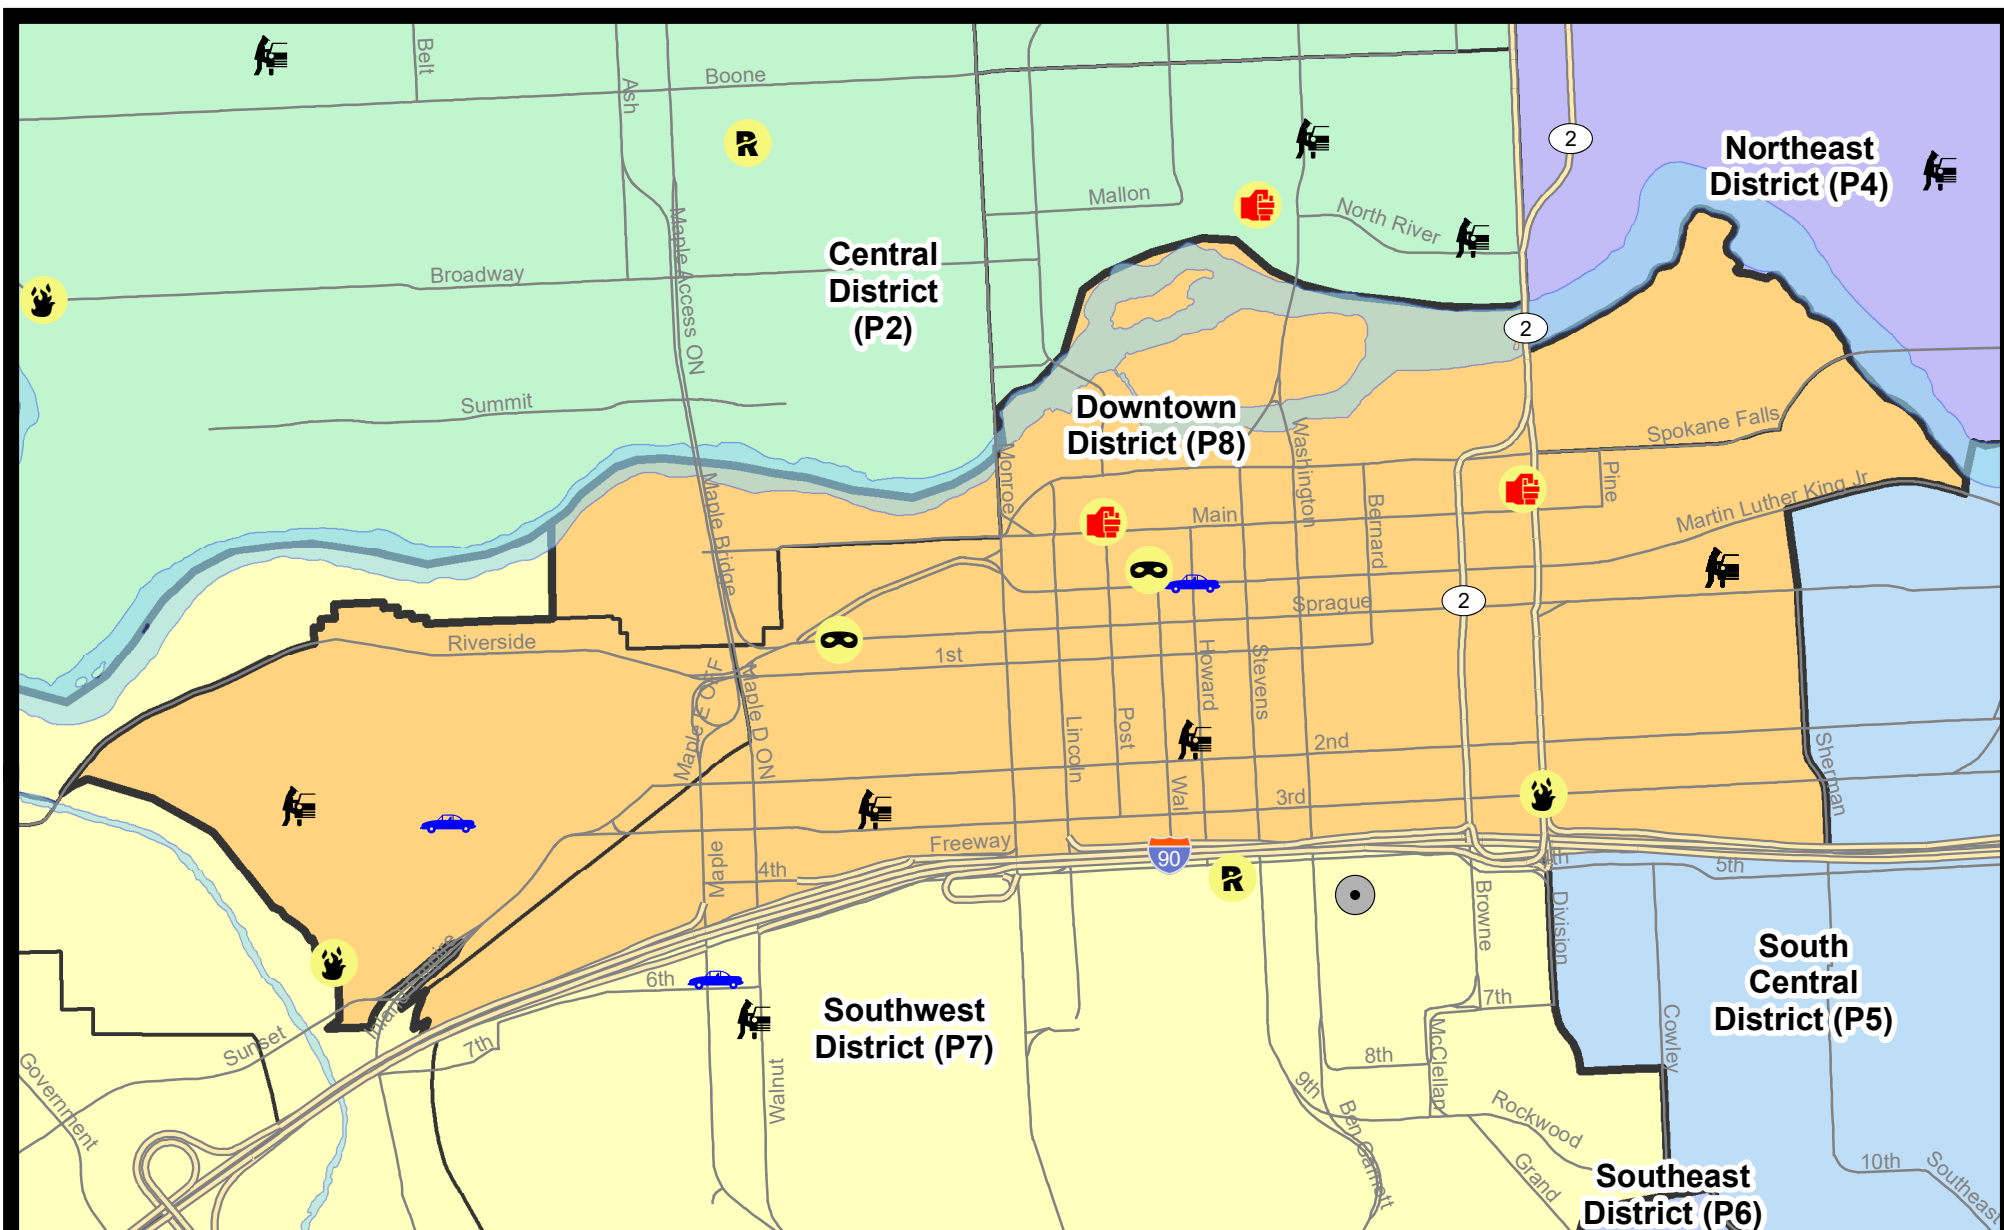 Belt
Ash
Boone
2
Northeast
District (P4)
Mallon
North River
Maple Access ON
Central
District
(P2)
Broadway
2
Summit
Downtown
District (P8)
Spokane Falls
Washington
Monroe
Maple Bridge
Main
Bernard
Pine
Martin Luther King Jr
Sprague
2
Riverside
1st
Maple E OFF
Maple D ON
Howard
Stevens
Post
Lincoln
2nd
Sherman
Wall
3rd
Freeway
90
Maple
4th
4th
5th
Browne
Division
Inland Empire
6th
South
Central
District (P5)
Southwest
District (P7)
7th
Sunset
7th
Government
McClellan
Cowley
8th
Walnut
9th
Ben Garnett
Rockwood
Grand
10th
Southeast
Southeast
District (P6)
R
R